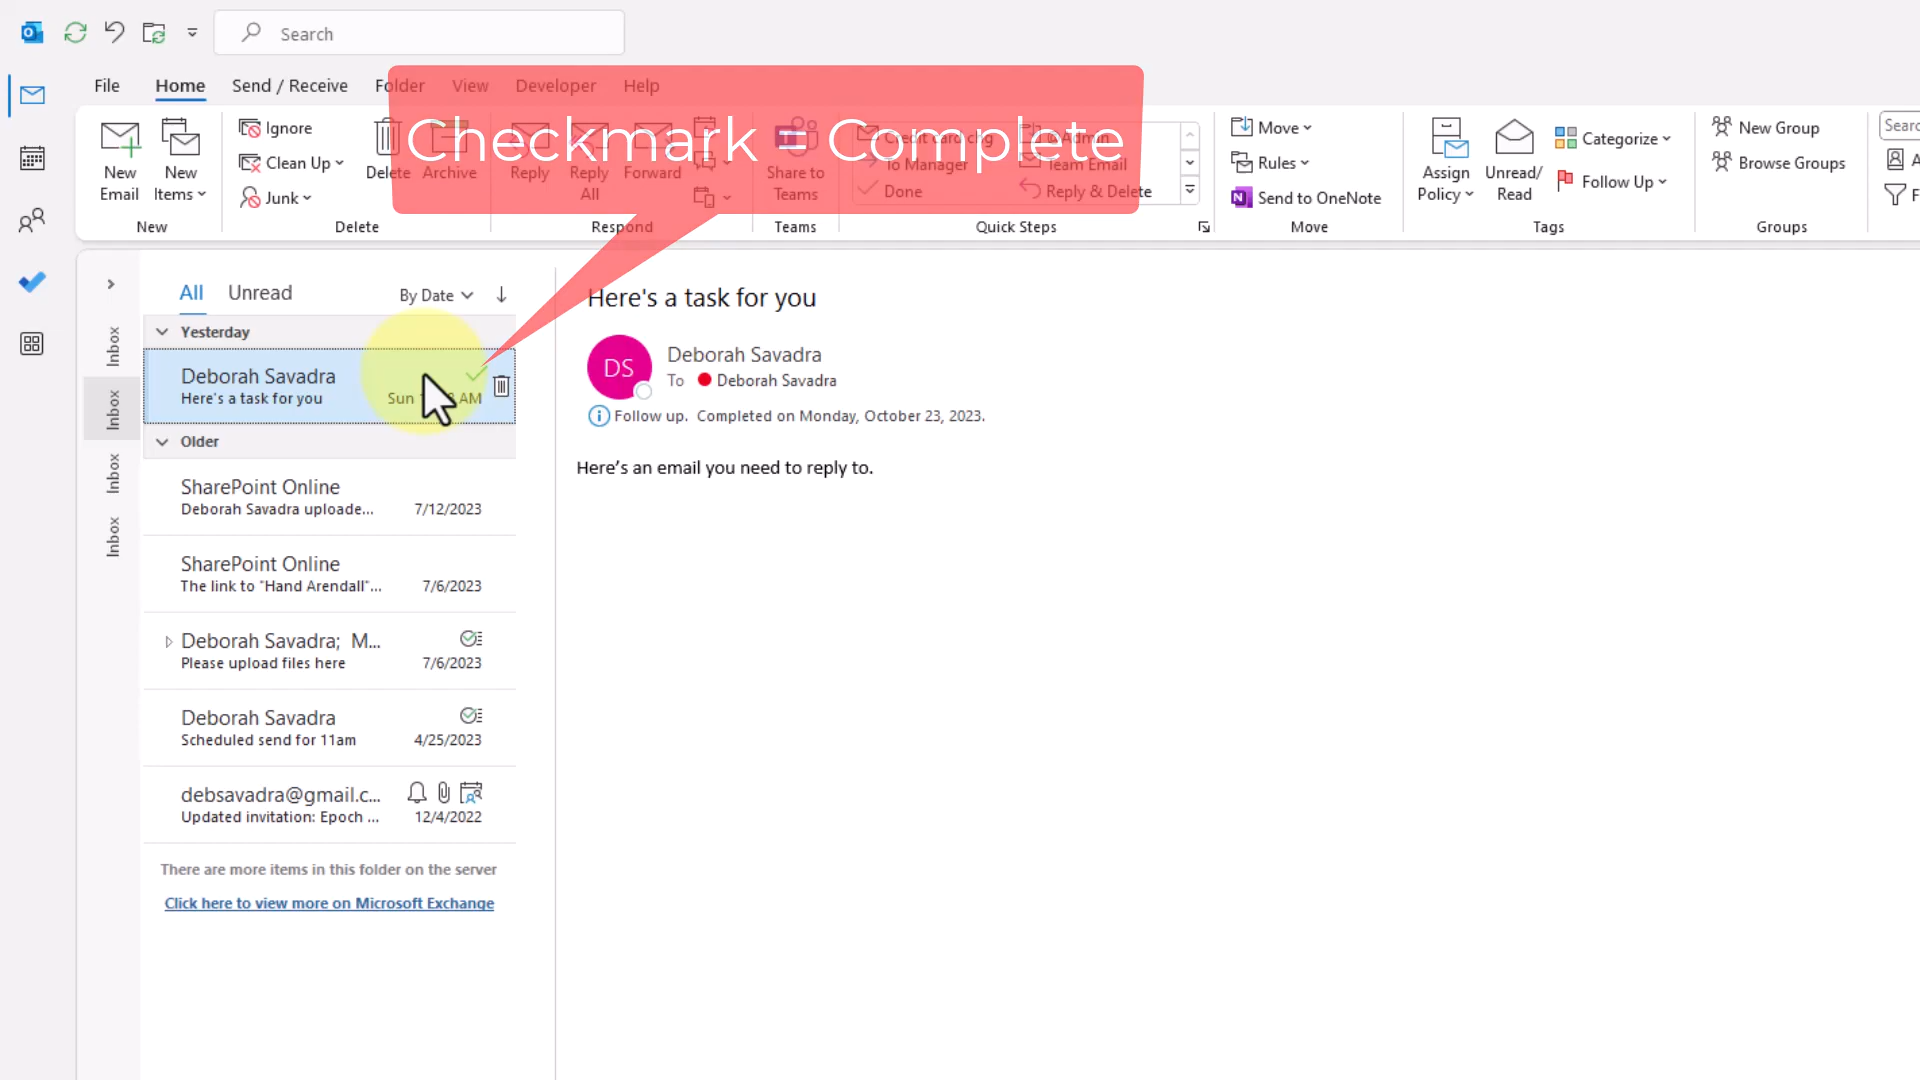 Search
File Home Send / Receive Folder View Developer Help
Checkmark = Complete
New Email
New Items
Ignore
Clean Up
Junk
Delete
Archive
Reply
Reply All
Forward
Share to Teams
Credit card chg
To Manager
Done
To Admin
Team Email
Reply & Delete
Move
Rules
Send to OneNote
Assign Policy
Unread/ Read
Categorize
Follow Up
New Group
Browse Groups
New Delete Respond Teams Quick Steps Move Tags Groups
All Unread By Date
Inbox
Inbox
Inbox
Inbox
Yesterday
Deborah Savadra
Here's a task for you
Older
SharePoint Online
Deborah Savadra uploade... 7/12/2023
SharePoint Online
The link to "Hand Arendall"... 7/6/2023
Deborah Savadra; M...
Please upload files here 7/6/2023
Deborah Savadra
Scheduled send for 11am 4/25/2023
debsavadra@gmail.c...
Updated invitation: Epoch ... 12/4/2022
There are more items in this folder on the server
Click here to view more on Microsoft Exchange
Here's a task for you
DS
Deborah Savadra
To Deborah Savadra
Follow up. Completed on Monday, October 23, 2023.
Here's an email you need to reply to.